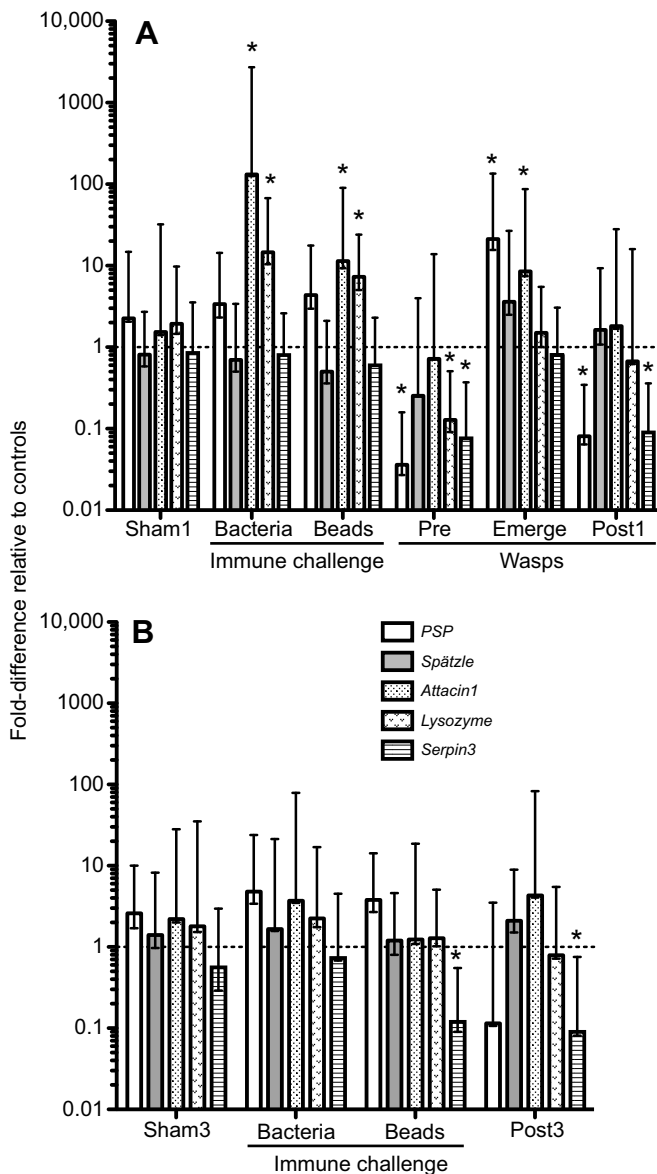 Fold-difference relative to controls
A
10,000
1000
100
10
1
0.1
0.01
* * * * * * * * * * *
Sham1 Bacteria Beads Pre Emerge Post1
Immune challenge Wasps
B
10,000
1000
100
10
1
0.1
0.01
PSP
Spätzle
Attacin1
Lysozyme
Serpin3
* *
Sham3 Bacteria Beads Post3
Immune challenge